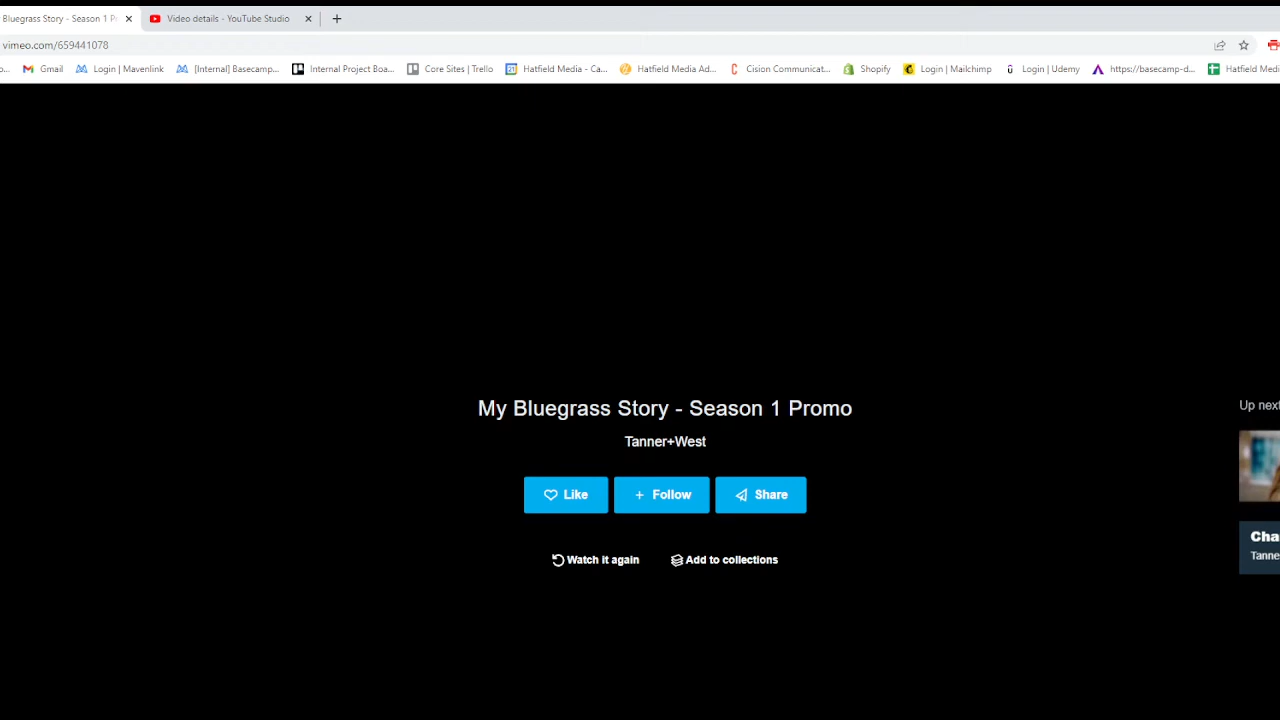 Bluegrass Story - Season 1 P
Video details - YouTube Studio
vimeo.com/659441078
o...
Gmail
Login | Mavenlink
[Internal] Basecamp...
Internal Project Boa...
Core Sites | Trello
Hatfield Media - Ca...
Hatfield Media Ad...
Cision Communicat...
Shopify
Login | Mailchimp
Login | Udemy
https://basecamp-d...
Hatfield Medi
My Bluegrass Story - Season 1 Promo
Tanner+West
Like
+ Follow
Share
Watch it again
Add to collections
Up next
Cha
Tanne